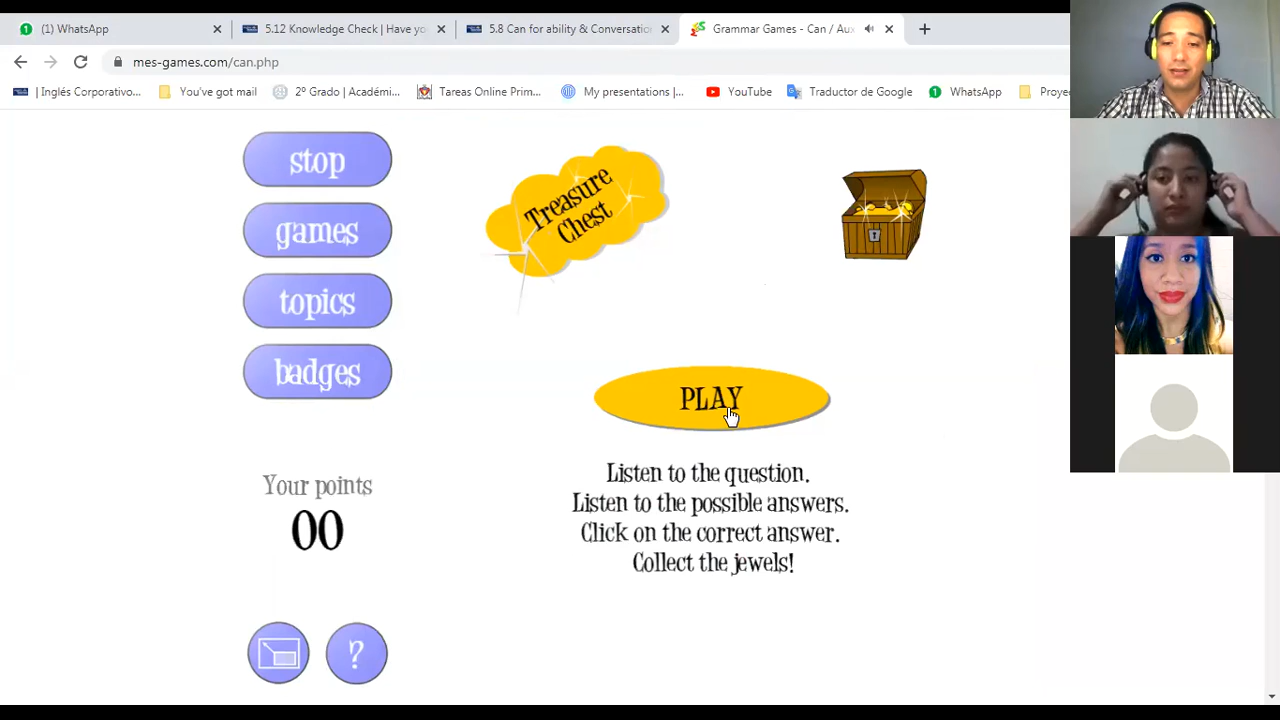 (1) WhatsApp
5.12 Knowledge Check | Have yo
5.8 Can for ability & Conversatio
Grammar Games - Can / Aux
mes-games.com/can.php
| Inglés Corporativo...
You've got mail
2º Grado | Académi...
Tareas Online Prim...
My presentations |...
YouTube
Traductor de Google
WhatsApp
Proye
stop
games
topics
badges
Treasure
Chest
PLAY
Listen to the question.
Listen to the possible answers.
Click on the correct answer.
Collect the jewels!
Your points
00
?